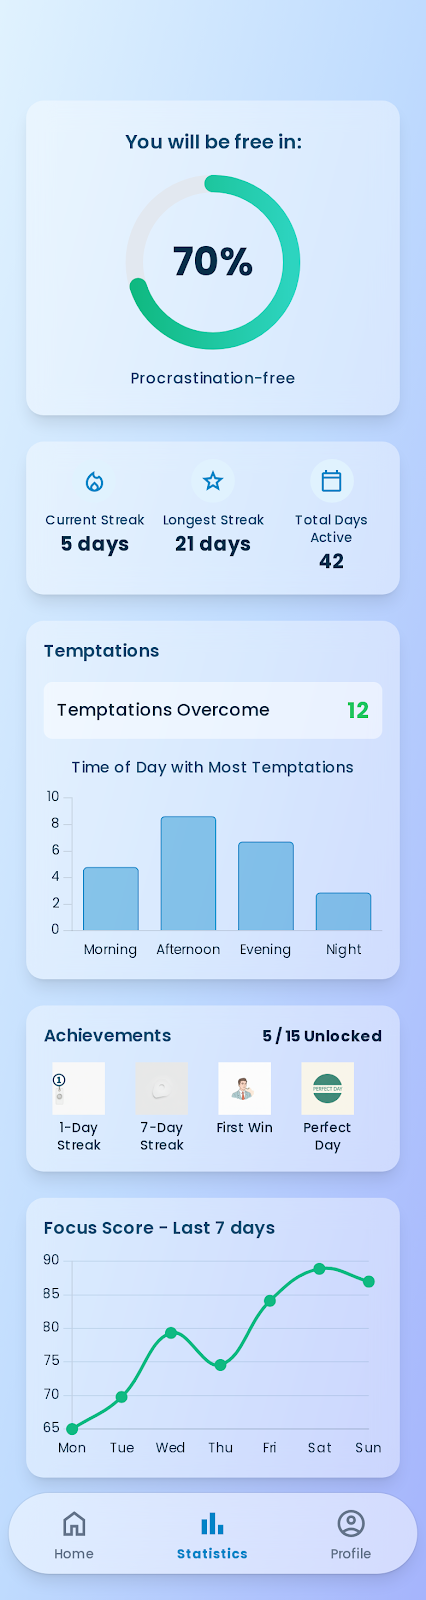 You will be free in:
70%
Procrastination-free
Current Streak
5 days
Longest Streak
21 days
Total Days
Active
42
Temptations
Temptations Overcome 12
Time of Day with Most Temptations
10
8
6
4
2
0
Morning Afternoon Evening Night
Achievements 5 / 15 Unlocked
1
PERFECT DAY
1-Day
Streak
7-Day
Streak
First Win
Perfect
Day
Focus Score - Last 7 days
90
85
80
75
70
65
Mon Tue Wed Thu Fri Sat Sun
Home Statistics Profile